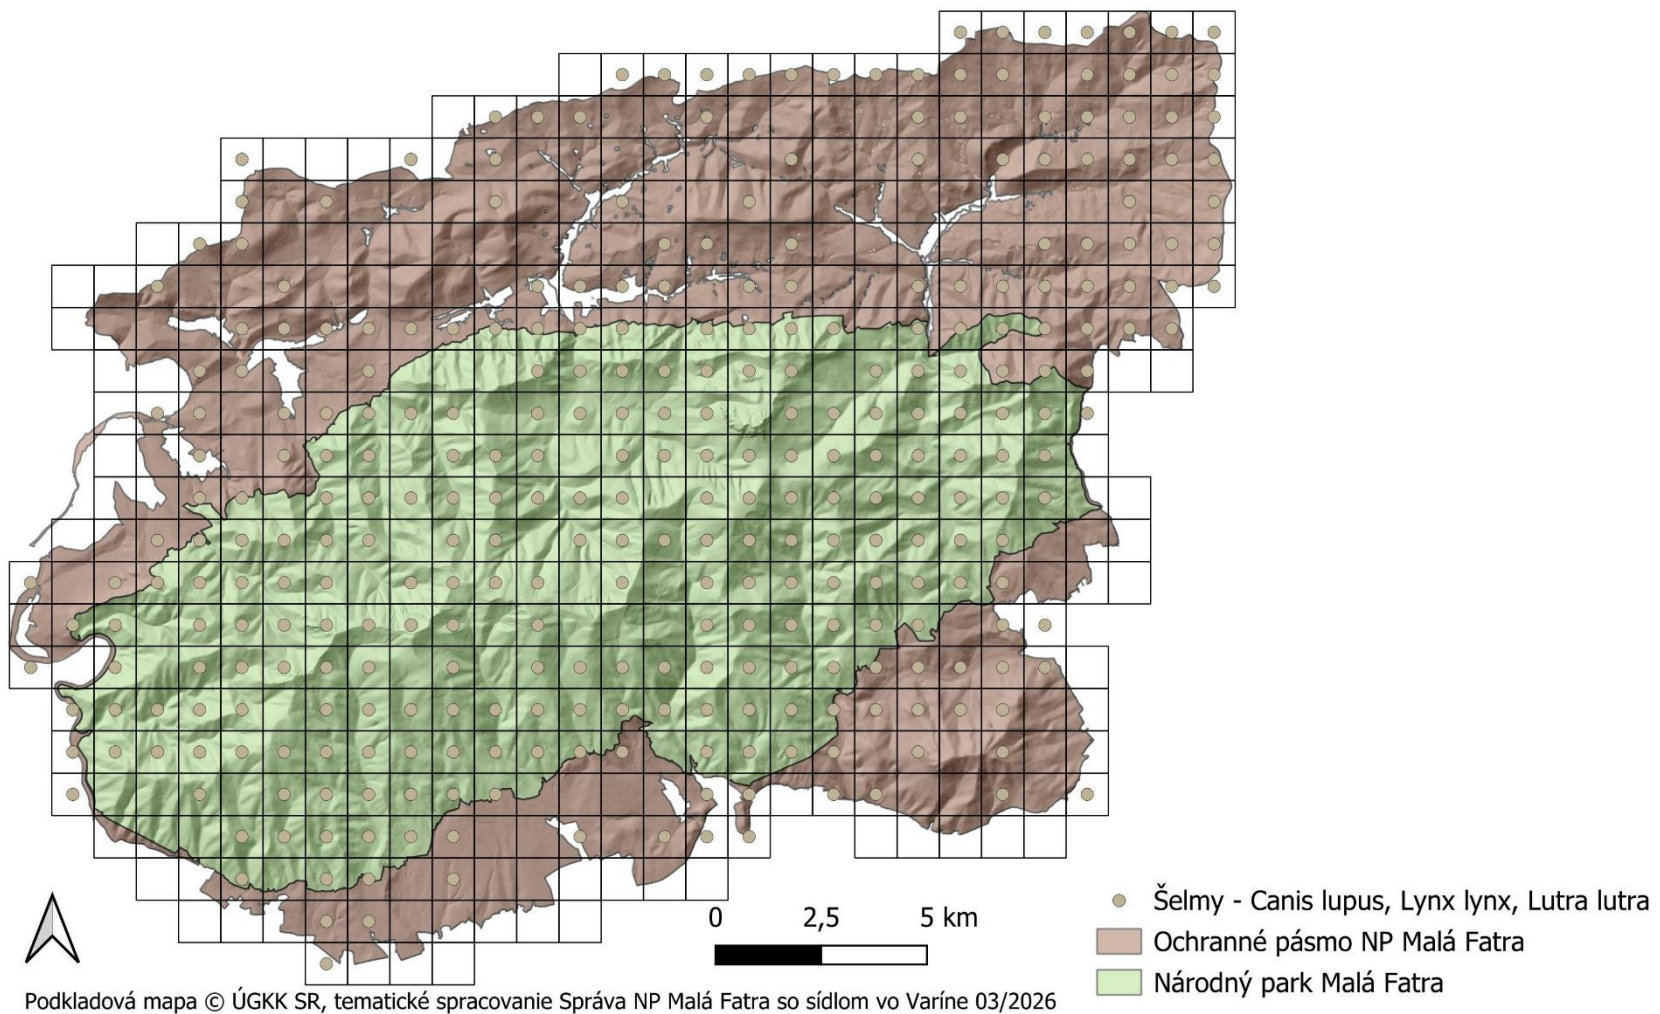 Šelmy - Canis lupus, Lynx lynx, Lutra lutra
0 2,5 5 km
Ochranné pásmo NP Malá Fatra
Národný park Malá Fatra
Podkladová mapa © ÚGKK SR, tematické spracovanie Správa NP Malá Fatra so sídlom vo Varíne 03/2026